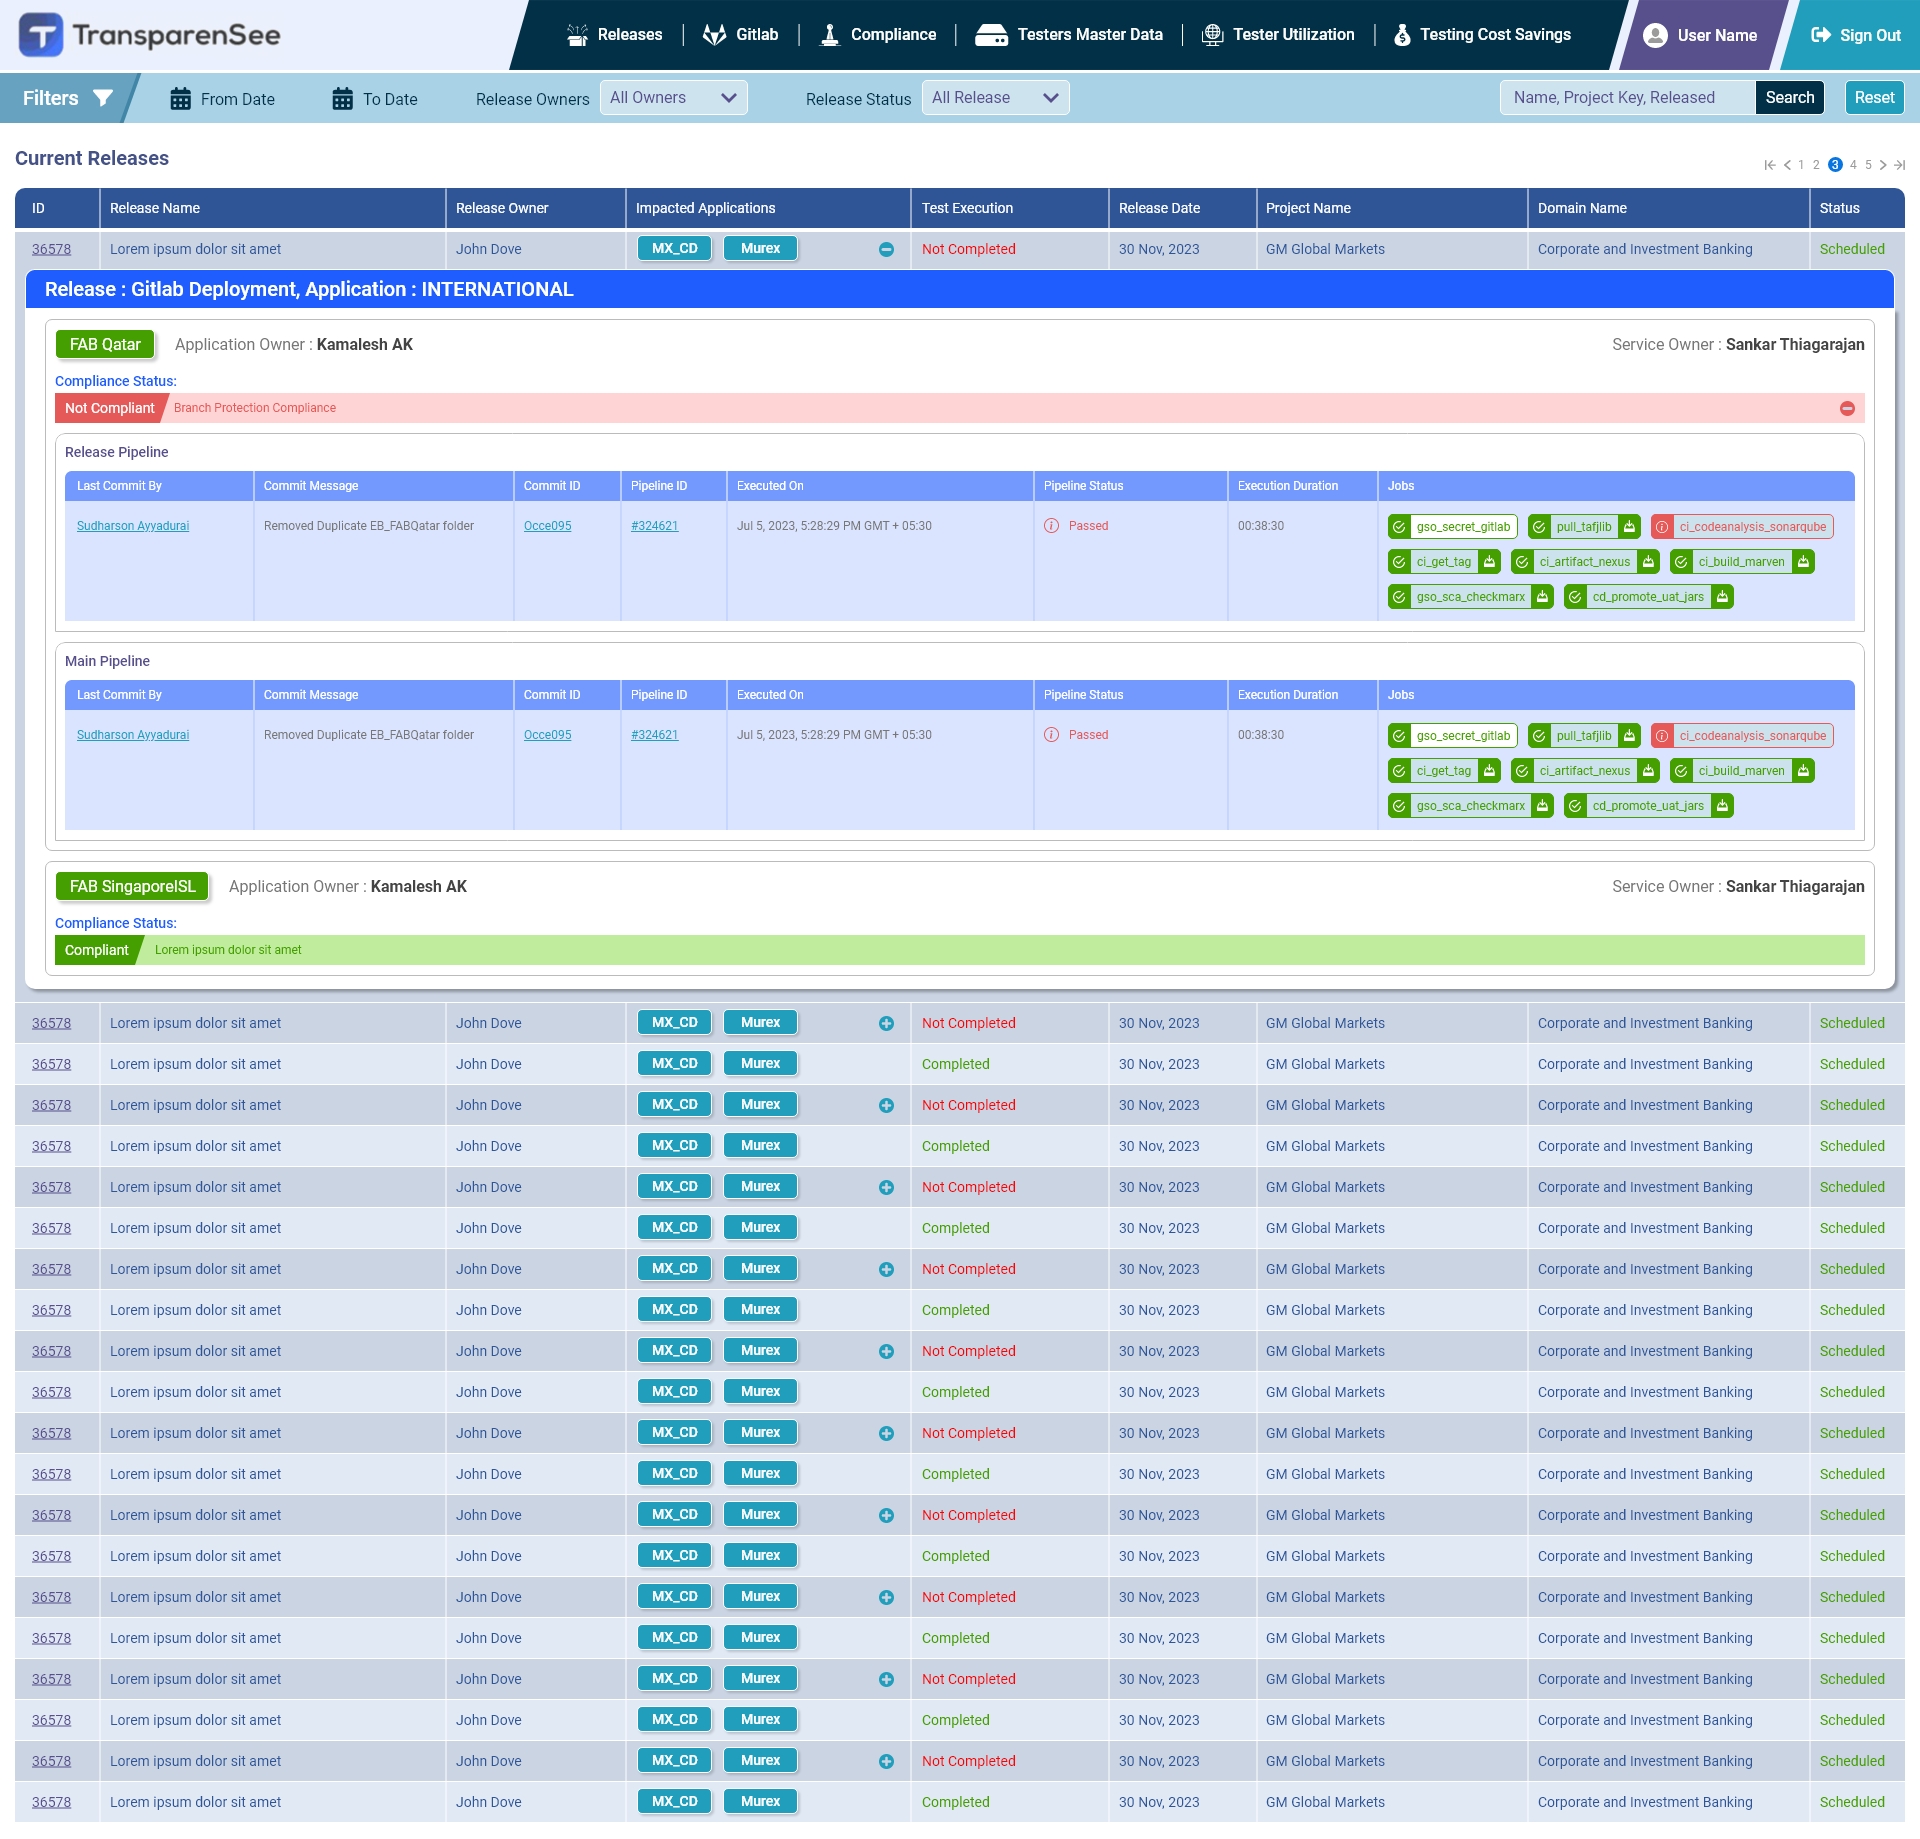 TransparenSee
Releases Gitlab Compliance Testers Master Data Tester Utilization Testing Cost Savings User Name Sign Out
Filters From Date To Date Release Owners All Owners Release Status All Release Name, Project Key, Released Search Reset
Current Releases
1 2 3 4 5
ID Release Name Release Owner Impacted Applications Test Execution Release Date Project Name Domain Name Status
36578 Lorem ipsum dolor sit amet John Dove MX_CD Murex Not Completed 30 Nov, 2023 GM Global Markets Corporate and Investment Banking Scheduled
Release : Gitlab Deployment, Application : INTERNATIONAL
FAB Qatar Application Owner : Kamalesh AK Service Owner : Sankar Thiagarajan
Compliance Status:
Not Compliant Branch Protection Compliance
Release Pipeline
Last Commit By Commit Message Commit ID Pipeline ID Executed On Pipeline Status Execution Duration Jobs
Sudharson Ayyadurai Removed Duplicate EB_FABQatar folder Occe095 #324621 Jul 5, 2023, 5:28:29 PM GMT + 05:30 Passed 00:38:30 gso_secret_gitlab pull_tafjlib ci_codeanalysis_sonarqube
ci_get_tag ci_artifact_nexus ci_build_marven
gso_sca_checkmarx cd_promote_uat_jars
Main Pipeline
Last Commit By Commit Message Commit ID Pipeline ID Executed On Pipeline Status Execution Duration Jobs
Sudharson Ayyadurai Removed Duplicate EB_FABQatar folder Occe095 #324621 Jul 5, 2023, 5:28:29 PM GMT + 05:30 Passed 00:38:30 gso_secret_gitlab pull_tafjlib ci_codeanalysis_sonarqube
ci_get_tag ci_artifact_nexus ci_build_marven
gso_sca_checkmarx cd_promote_uat_jars
FAB SingaporeISL Application Owner : Kamalesh AK Service Owner : Sankar Thiagarajan
Compliance Status:
Compliant Lorem ipsum dolor sit amet
36578 Lorem ipsum dolor sit amet John Dove MX_CD Murex Not Completed 30 Nov, 2023 GM Global Markets Corporate and Investment Banking Scheduled
36578 Lorem ipsum dolor sit amet John Dove MX_CD Murex Completed 30 Nov, 2023 GM Global Markets Corporate and Investment Banking Scheduled
36578 Lorem ipsum dolor sit amet John Dove MX_CD Murex Not Completed 30 Nov, 2023 GM Global Markets Corporate and Investment Banking Scheduled
36578 Lorem ipsum dolor sit amet John Dove MX_CD Murex Completed 30 Nov, 2023 GM Global Markets Corporate and Investment Banking Scheduled
36578 Lorem ipsum dolor sit amet John Dove MX_CD Murex Not Completed 30 Nov, 2023 GM Global Markets Corporate and Investment Banking Scheduled
36578 Lorem ipsum dolor sit amet John Dove MX_CD Murex Completed 30 Nov, 2023 GM Global Markets Corporate and Investment Banking Scheduled
36578 Lorem ipsum dolor sit amet John Dove MX_CD Murex Not Completed 30 Nov, 2023 GM Global Markets Corporate and Investment Banking Scheduled
36578 Lorem ipsum dolor sit amet John Dove MX_CD Murex Completed 30 Nov, 2023 GM Global Markets Corporate and Investment Banking Scheduled
36578 Lorem ipsum dolor sit amet John Dove MX_CD Murex Not Completed 30 Nov, 2023 GM Global Markets Corporate and Investment Banking Scheduled
36578 Lorem ipsum dolor sit amet John Dove MX_CD Murex Completed 30 Nov, 2023 GM Global Markets Corporate and Investment Banking Scheduled
36578 Lorem ipsum dolor sit amet John Dove MX_CD Murex Not Completed 30 Nov, 2023 GM Global Markets Corporate and Investment Banking Scheduled
36578 Lorem ipsum dolor sit amet John Dove MX_CD Murex Completed 30 Nov, 2023 GM Global Markets Corporate and Investment Banking Scheduled
36578 Lorem ipsum dolor sit amet John Dove MX_CD Murex Not Completed 30 Nov, 2023 GM Global Markets Corporate and Investment Banking Scheduled
36578 Lorem ipsum dolor sit amet John Dove MX_CD Murex Completed 30 Nov, 2023 GM Global Markets Corporate and Investment Banking Scheduled
36578 Lorem ipsum dolor sit amet John Dove MX_CD Murex Not Completed 30 Nov, 2023 GM Global Markets Corporate and Investment Banking Scheduled
36578 Lorem ipsum dolor sit amet John Dove MX_CD Murex Completed 30 Nov, 2023 GM Global Markets Corporate and Investment Banking Scheduled
36578 Lorem ipsum dolor sit amet John Dove MX_CD Murex Not Completed 30 Nov, 2023 GM Global Markets Corporate and Investment Banking Scheduled
36578 Lorem ipsum dolor sit amet John Dove MX_CD Murex Completed 30 Nov, 2023 GM Global Markets Corporate and Investment Banking Scheduled
36578 Lorem ipsum dolor sit amet John Dove MX_CD Murex Not Completed 30 Nov, 2023 GM Global Markets Corporate and Investment Banking Scheduled
36578 Lorem ipsum dolor sit amet John Dove MX_CD Murex Completed 30 Nov, 2023 GM Global Markets Corporate and Investment Banking Scheduled